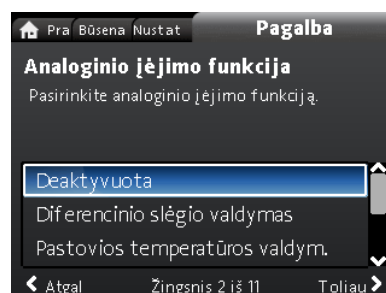 Pra Būsena Nustat Pagalba
Analoginio įėjimo funkcija
Pasirinkite analoginio įėjimo funkciją.
Deaktyvuota
Diferencinio slėgio valdymas
Pastovios temperatūros valdym.
Atgal Žingsnis 2 iš 11 Toliau